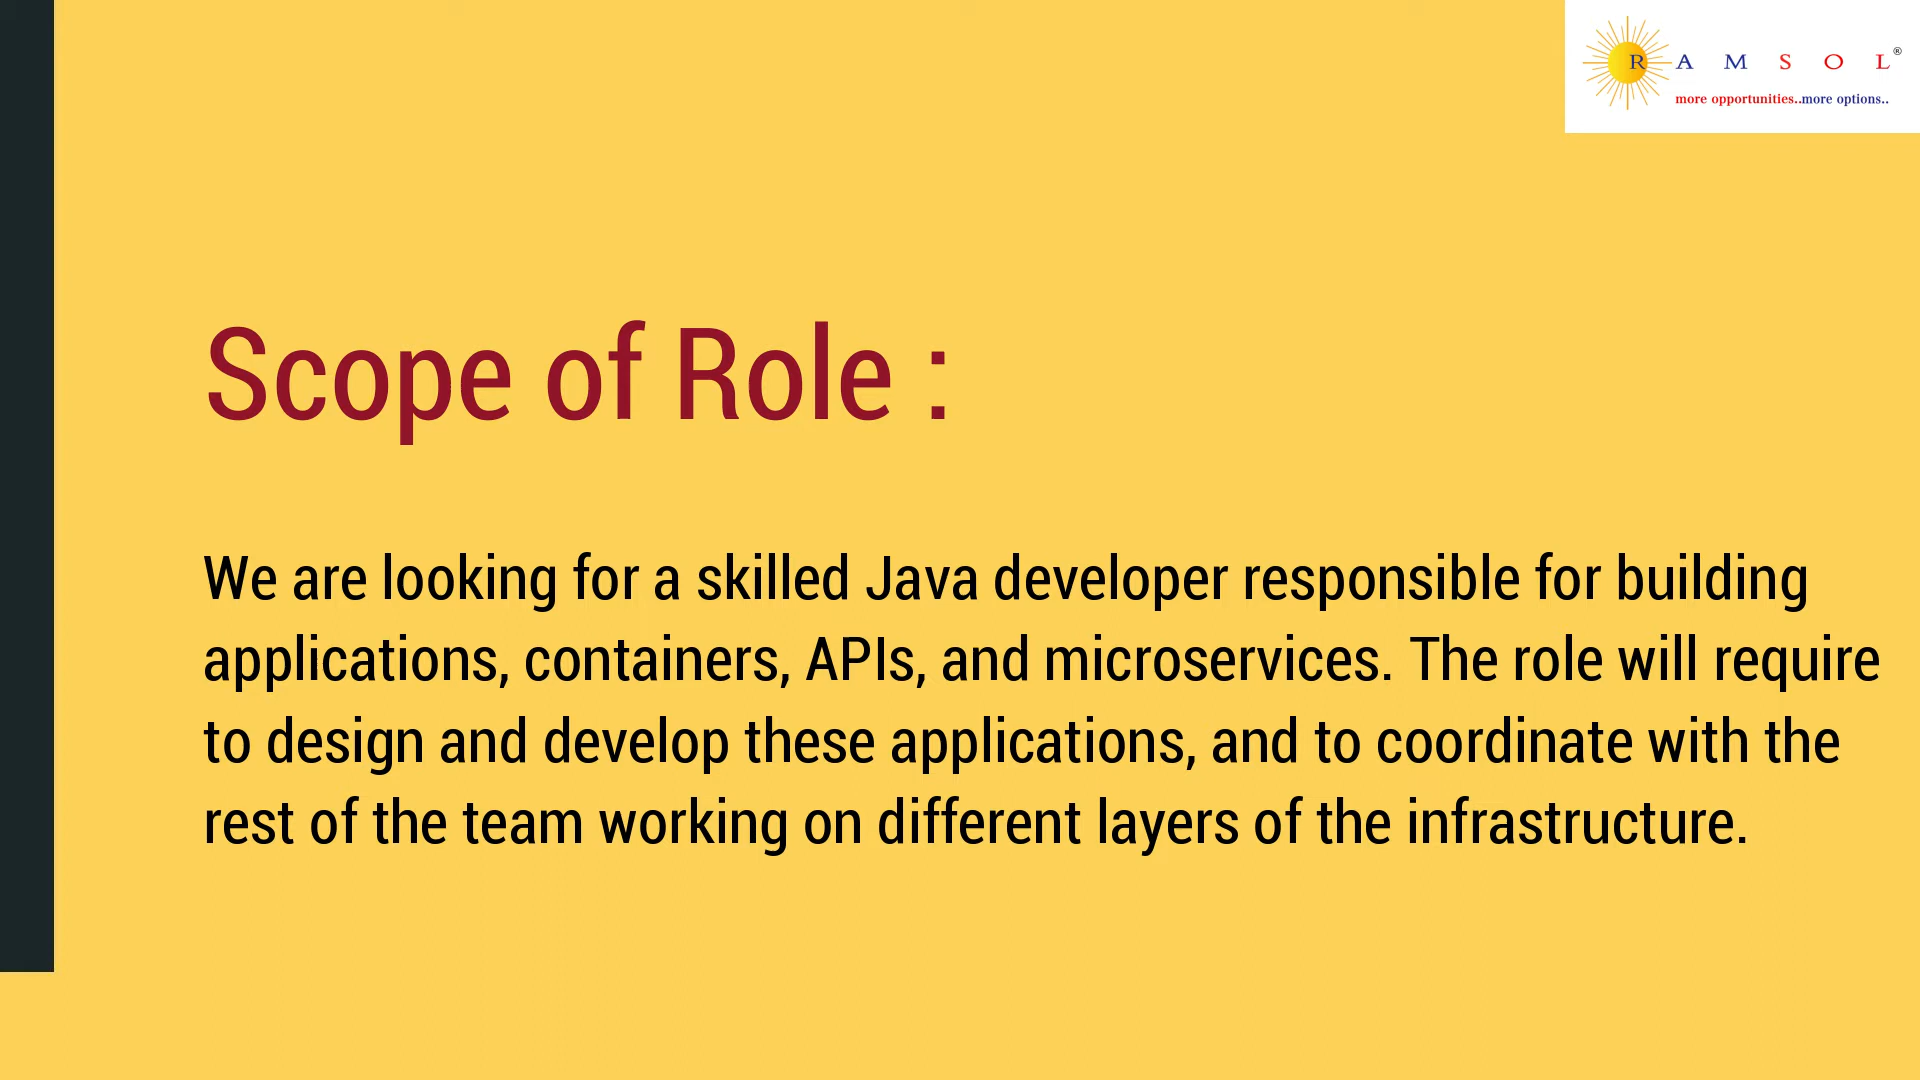 R A M S O L®
more opportunities..more options..
Scope of Role :
We are looking for a skilled Java developer responsible for building
applications, containers, APIs, and microservices. The role will require
to design and develop these applications, and to coordinate with the
rest of the team working on different layers of the infrastructure.